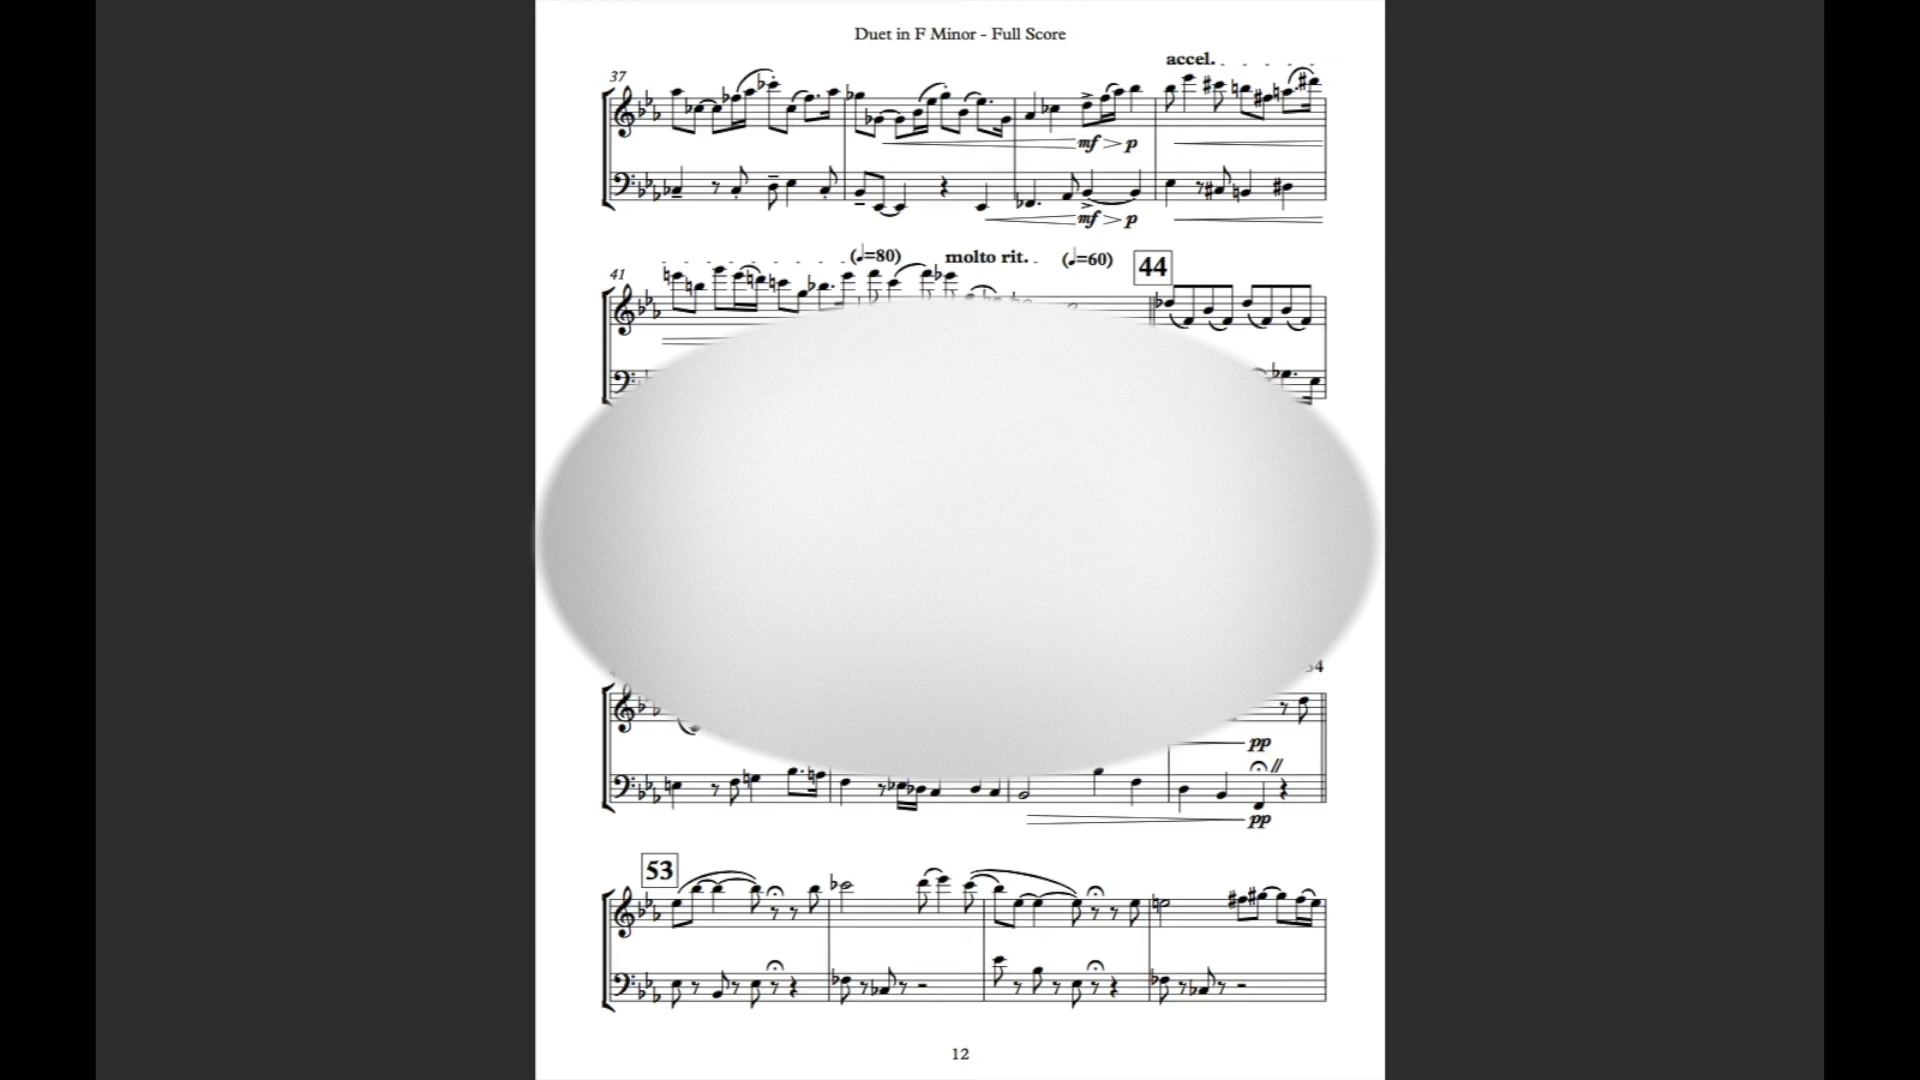 Duet in F Minor - Full Score
accel.
37
mf p
mf p
41
(♩=80) molto rit. (♩=60) 44
pp
pp
53
12